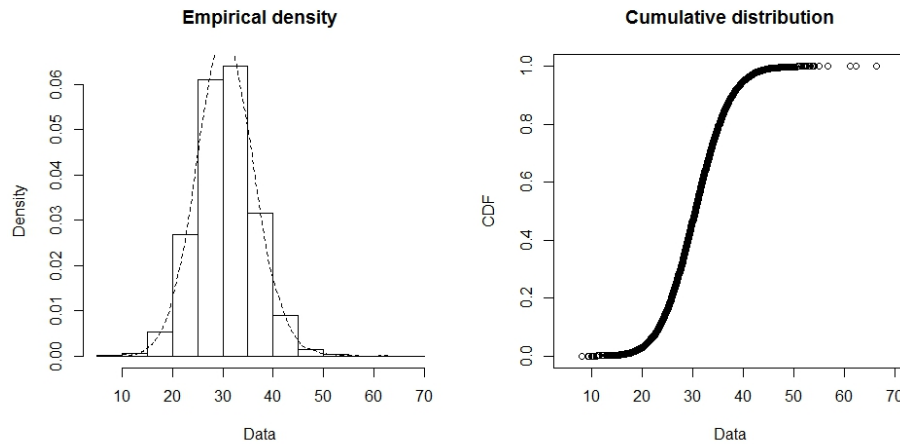 Empirical density
Density
0.00
0.01
0.02
0.03
0.04
0.05
0.06
10 20 30 40 50 60 70
Data
Cumulative distribution
CDF
0.0
0.2
0.4
0.6
0.8
1.0
10 20 30 40 50 60 70
Data